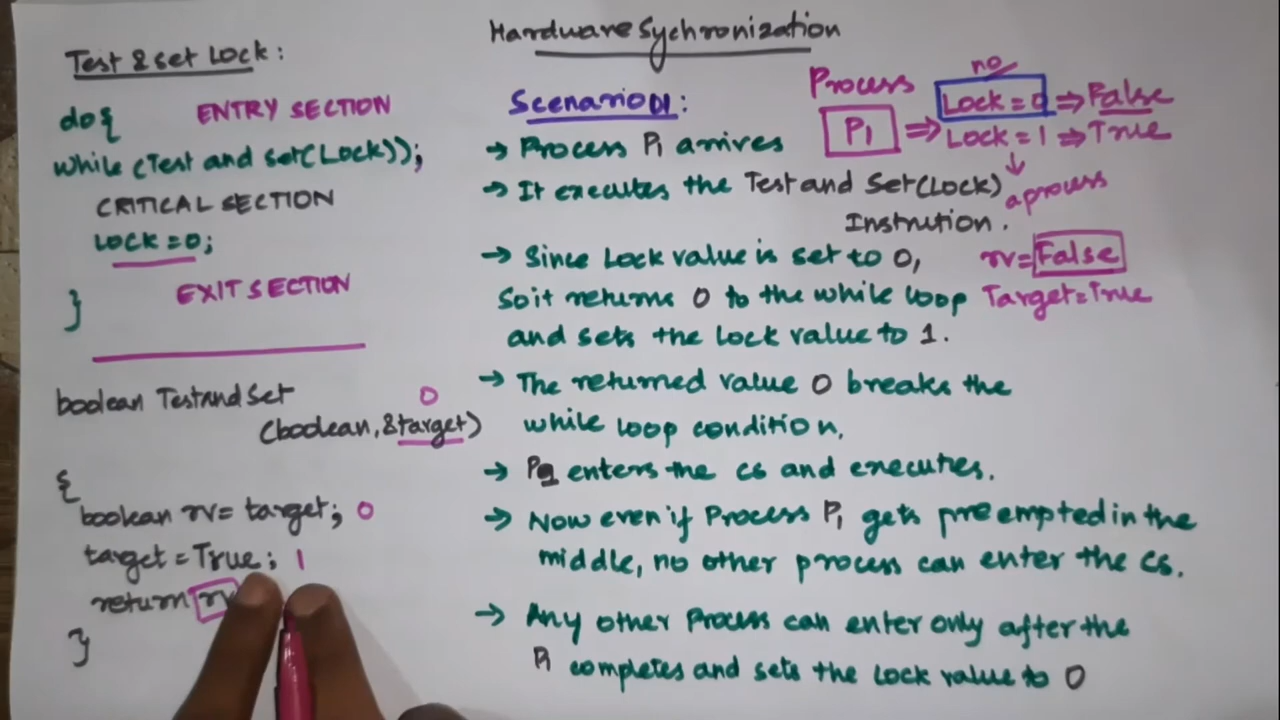 Hardware Sychronization
Test & set Lock:
do{ ENTRY SECTION
while (Test and set(Lock));
CRITICAL SECTION
LOCK = 0;
EXIT SECTION
}
boolean TestandSet 0
(boolean, &target)
{
boolean rv= target; 0
target = True; 1
return rv
}
Scenario 01:
→ Process P1 arrives
→ It executes the Test and Set(Lock)
Instrution.
→ Since Lock value is set to 0,
So it returns 0 to the while loop
and sets the lock value to 1.
→ The returned value 0 breaks the
while loop condition.
→ P1 enters the cs and executies.
→ Now even if Process P1 gets preempted in the
middle, no other process can enter the cs.
→ Any other Process can enter only after the
P1 completes and sets the Lock value to 0
Process
P1 ⇒
no
Lock = 0 ⇒ False
Lock = 1 ⇒ True
↓
a process
rv= False
Target=True